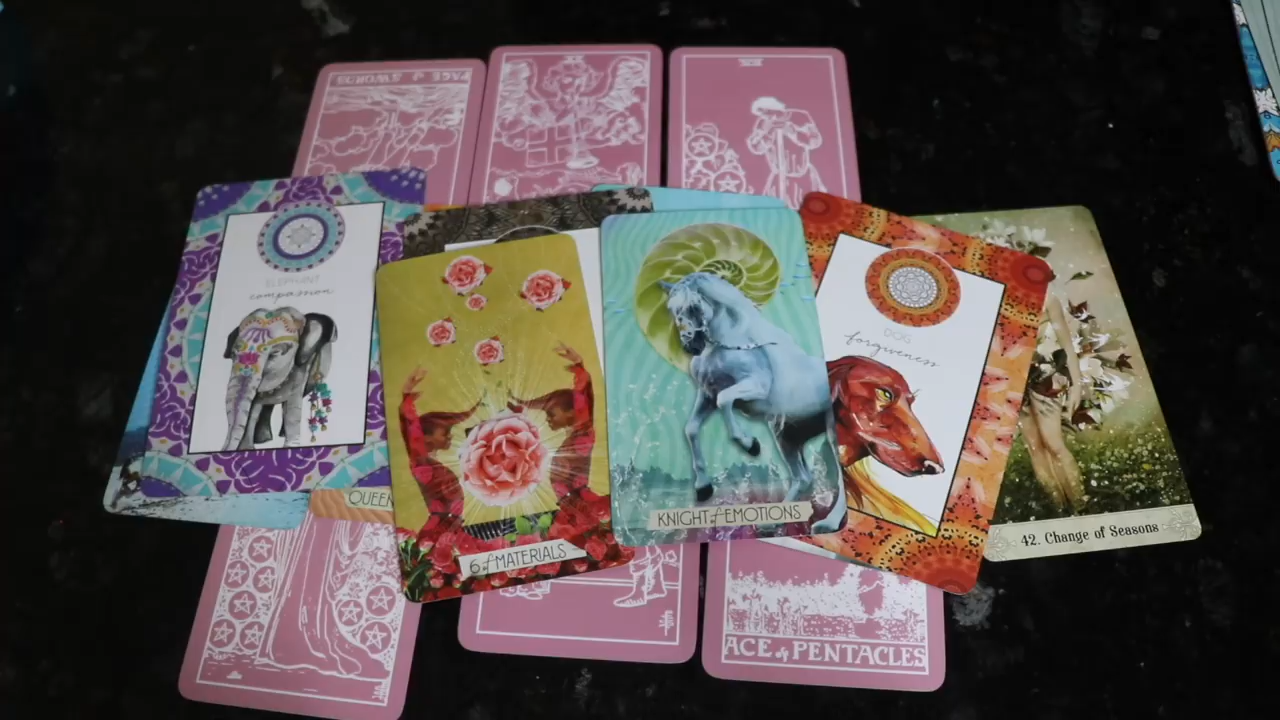 PAGE of SWORDS
ELEPHANT
compassion
DOG
forgiveness
QUEEN
6 of MATERIALS
KNIGHT of EMOTIONS
42. Change of Seasons
ACE of PENTACLES